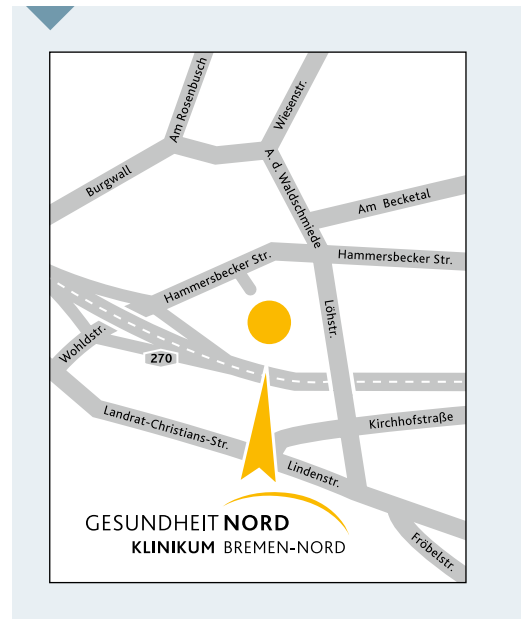 Am Rosenbusch
Wiesenstr.
Burgwall
A. d. Waldschmiede
Am Becketal
Hammersbecker Str.
Hammersbecker Str.
Löhstr.
Wohldstr.
270
Landrat-Christians-Str.
Kirchhofstraße
Lindenstr.
Fröbelstr.
GESUNDHEIT NORD
KLINIKUM BREMEN-NORD